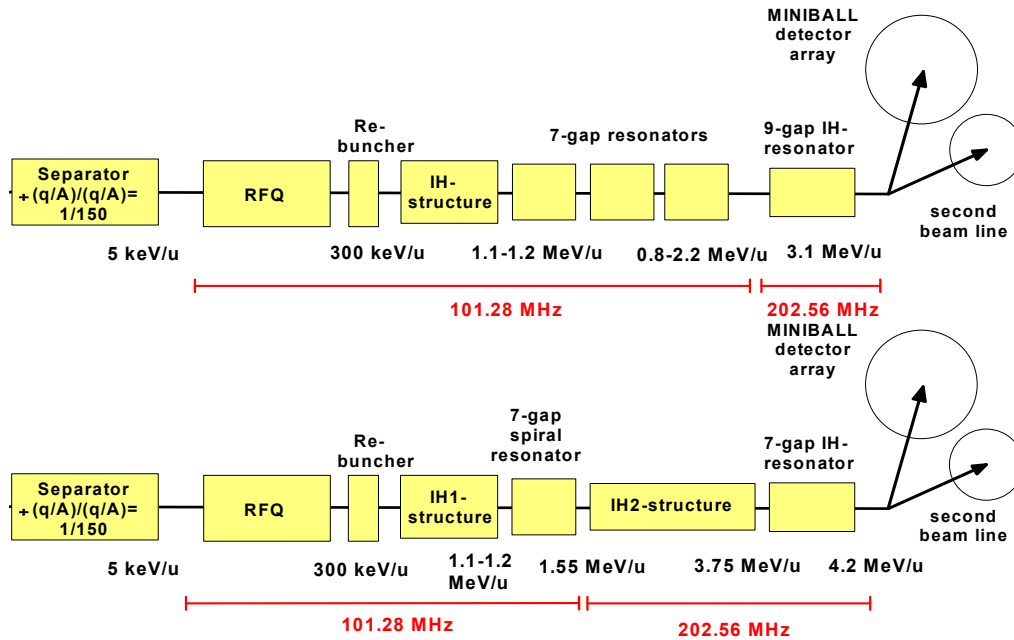 MINIBALL
detector
array
Re-
buncher
7-gap resonators
9-gap IH-
resonator
Separator
+(q/A)/(q/A)=
1/150
RFQ
IH-
structure
second
beam line
5 keV/u
300 keV/u
1.1-1.2 MeV/u
0.8-2.2 MeV/u
3.1 MeV/u
101.28 MHz
202.56 MHz
MINIBALL
detector
array
7-gap
spiral
resonator
Re-
buncher
7-gap IH-
resonator
Separator
+(q/A)/(q/A)=
1/150
RFQ
IH1-
structure
IH2-structure
second
beam line
5 keV/u
300 keV/u
1.1-1.2
MeV/u
1.55 MeV/u
3.75 MeV/u
4.2 MeV/u
101.28 MHz
202.56 MHz